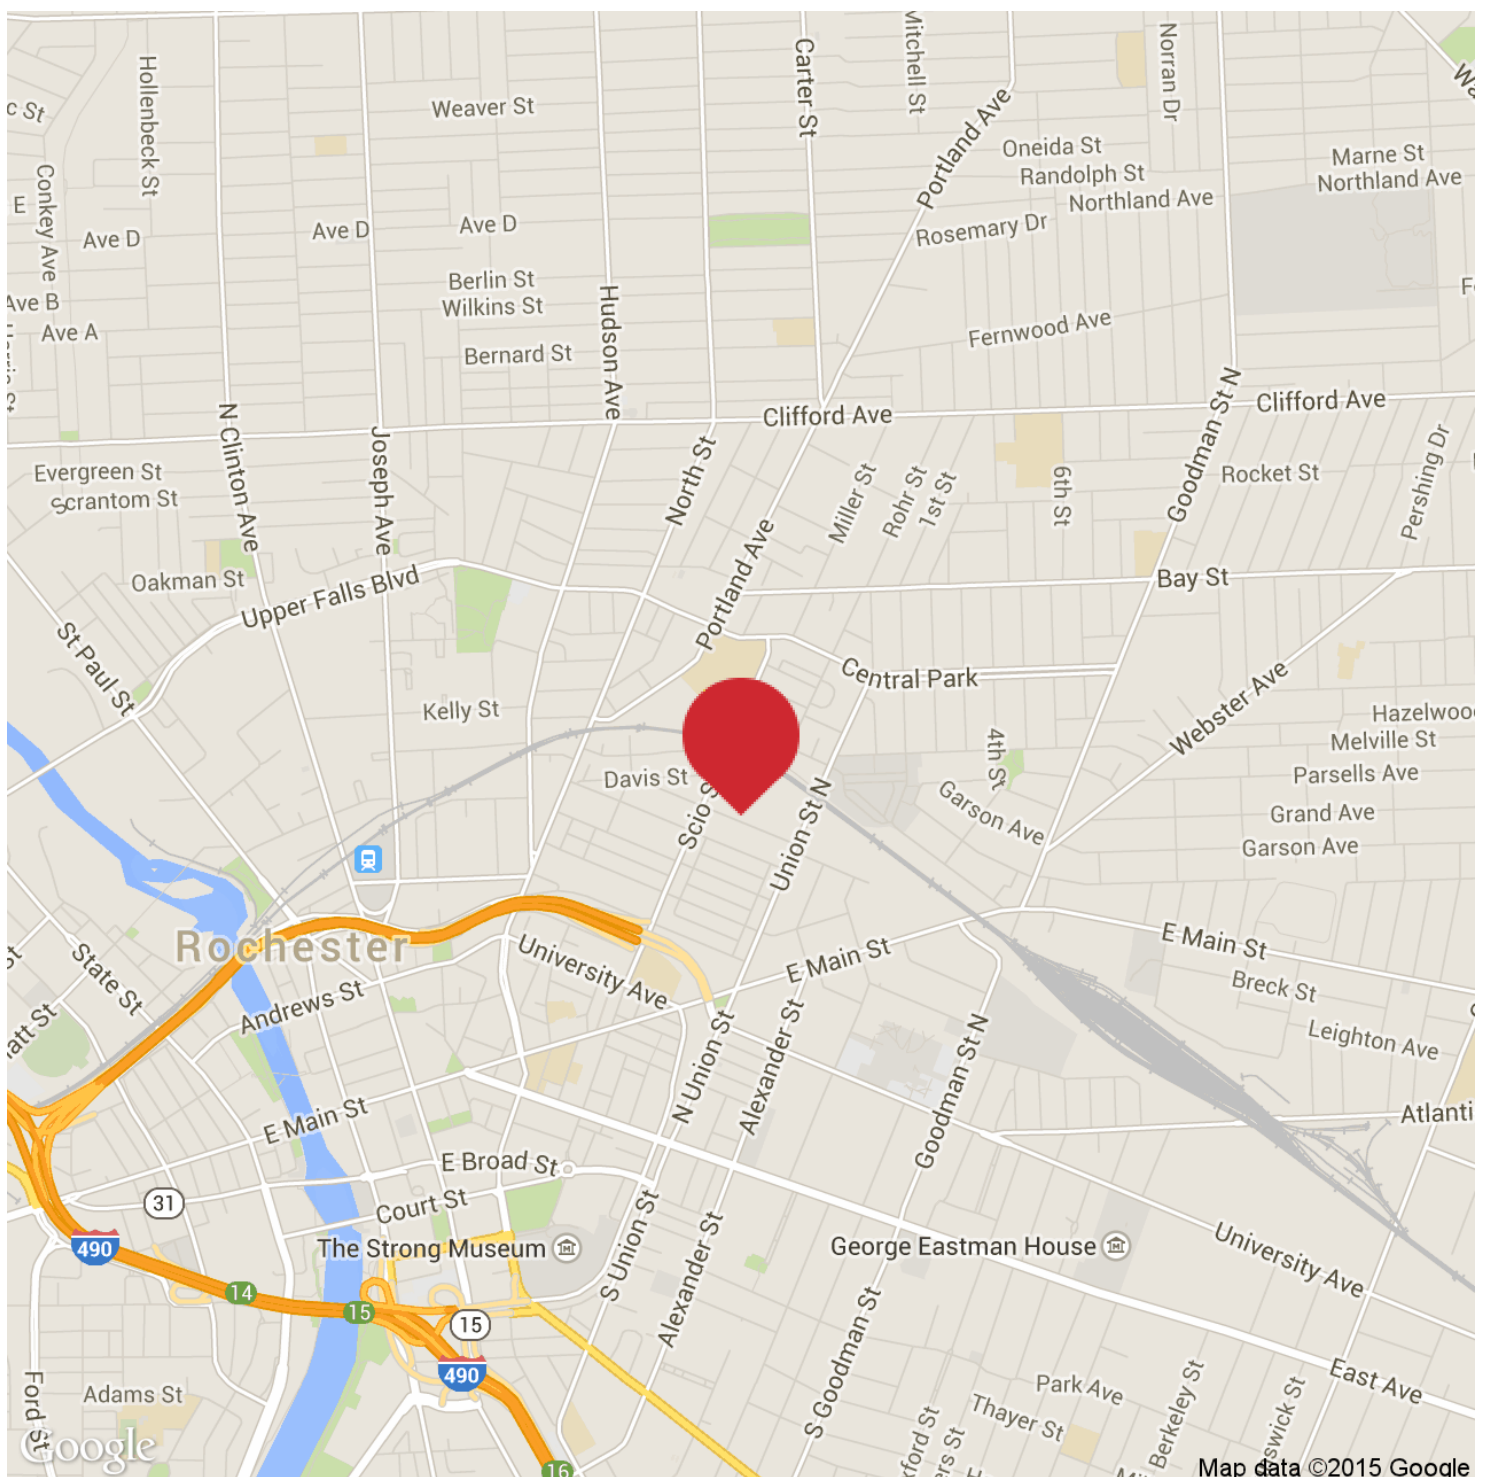 Hollenbeck St
Weaver St
Carter St
Mitchell St
Norran Dr
c St
Portland Ave
Oneida St
Randolph St
Marne St
Northland Ave
Northland Ave
Conkey Ave
E
Ave D
Ave D
Ave D
Rosemary Dr
Berlin St
Wilkins St
Ave B
Ave A
Hudson Ave
Fernwood Ave
Bernard St
N Clinton Ave
Joseph Ave
Clifford Ave
Goodman St N
Clifford Ave
Evergreen St
Scrantom St
North St
Miller St
Rohr St
1st St
6th St
Rocket St
Pershing Dr
Oakman St
Upper Falls Blvd
Portland Ave
Bay St
St Paul St
Kelly St
Central Park
Webster Ave
Hazelwoo
Melville St
4th St
Davis St
Scio S
Union St N
Garson Ave
Parsells Ave
Grand Ave
Garson Ave
Rochester
University Ave
E Main St
E Main St
State St
Andrews St
Breck St
Leighton Ave
N Union St
Alexander St
Goodman St N
E Main St
Atlanti
E Broad St
31
Court St
490
The Strong Museum
S Union St
Alexander St
George Eastman House
University Ave
14
15
15
S Goodman St
490
Ford St
Adams St
Park Ave
Thayer St
Berkeley St
East Ave
Google
16
Map data ©2015 Google